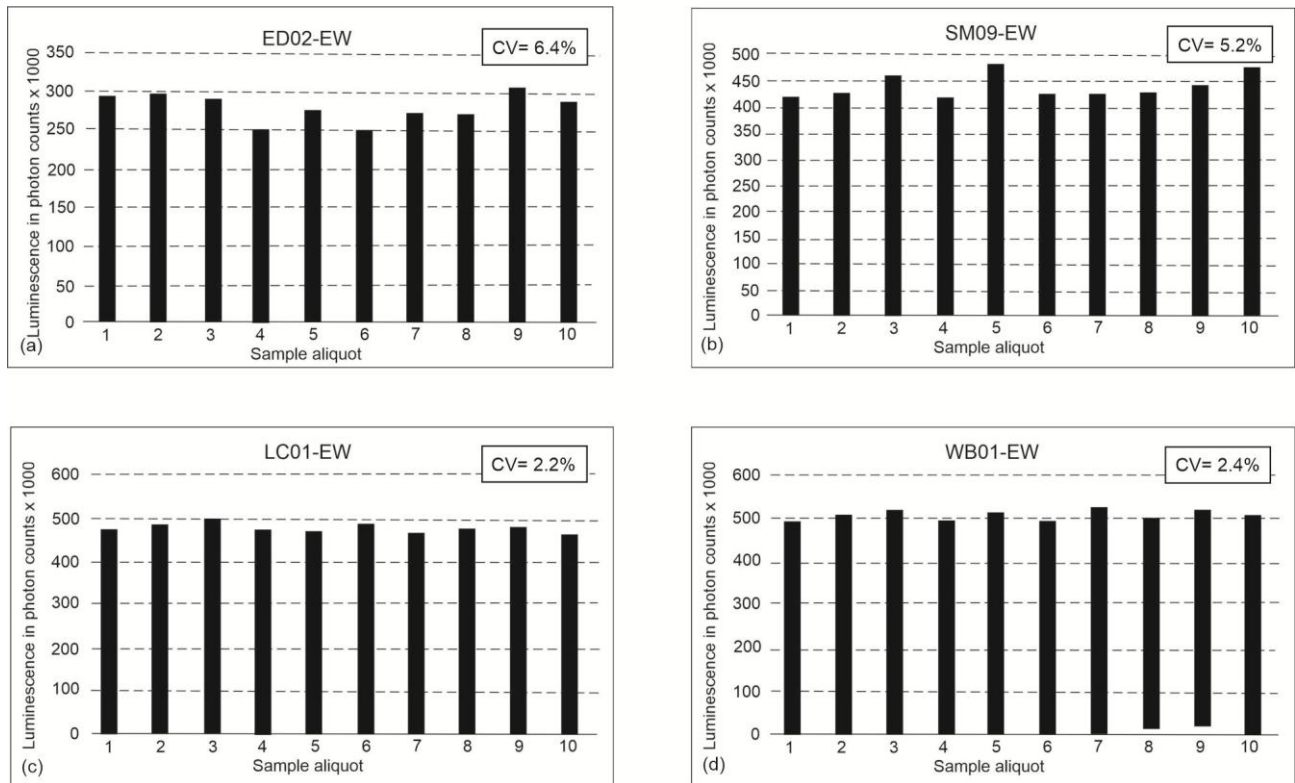 ED02-EW
CV= 6.4%
Luminescence in photon counts x 1000
350
300
250
200
150
100
50
0
1 2 3 4 5 6 7 8 9 10
(a)
Sample aliquot
SM09-EW
CV= 5.2%
Luminescence in photon counts x 1000
500
450
400
350
300
250
200
150
100
50
0
1 2 3 4 5 6 7 8 9 10
(b)
Sample aliquot
LC01-EW
CV= 2.2%
Luminescence in photon counts x 1000
600
500
400
300
200
100
0
1 2 3 4 5 6 7 8 9 10
(c)
Sample aliquot
WB01-EW
CV= 2.4%
Luminescence in photon counts x 1000
600
500
400
300
200
100
0
1 2 3 4 5 6 7 8 9 10
(d)
Sample aliquot